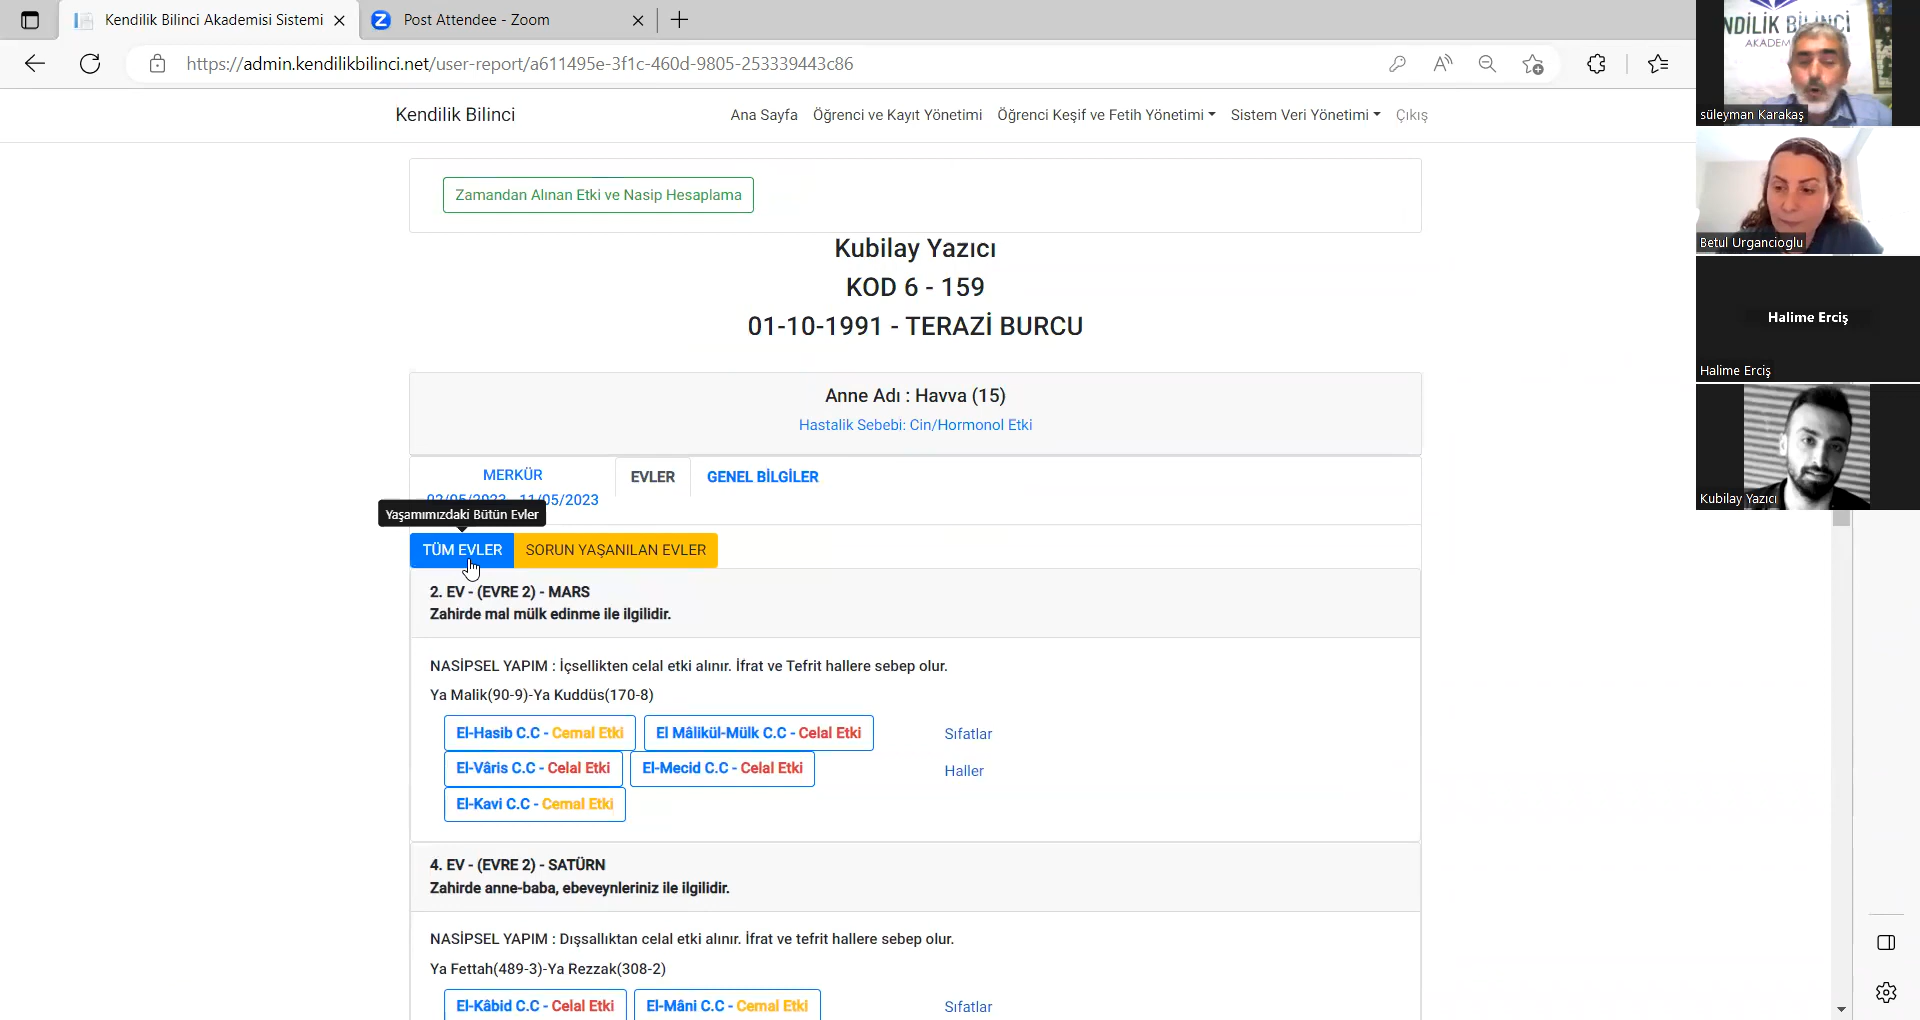 Kendilik Bilinci Akademisi Sistemi
Post Attendee - Zoom
https://admin.kendilikbilinci.net/user-report/a611495e-3f1c-460d-9805-253339443c86
Kendilik Bilinci
Ana Sayfa Öğrenci ve Kayıt Yönetimi Öğrenci Keşif ve Fetih Yönetimi Sistem Veri Yönetimi Çıkış
Zamandan Alınan Etki ve Nasip Hesaplama
Kubilay Yazıcı
KOD 6 - 159
01-10-1991 - TERAZİ BURCU
Anne Adı : Havva (15)
Hastalik Sebebi: Cin/Hormonol Etki
MERKÜR
02/05/2023 - 11/05/2023
EVLER
GENEL BİLGİLER
Yaşamımızdaki Bütün Evler
TÜM EVLER
SORUN YAŞANILAN EVLER
2. EV - (EVRE 2) - MARS
Zahirde mal mülk edinme ile ilgilidir.
NASİPSEL YAPIM : İçsellikten celal etki alınır. İfrat ve Tefrit hallere sebep olur.
Ya Malik(90-9)-Ya Kuddüs(170-8)
El-Hasib C.C - Cemal Etki
El Mâlikül-Mülk C.C - Celal Etki
Sıfatlar
El-Vâris C.C - Celal Etki
El-Mecid C.C - Celal Etki
Haller
El-Kavi C.C - Cemal Etki
4. EV - (EVRE 2) - SATÜRN
Zahirde anne-baba, ebeveynleriniz ile ilgilidir.
NASİPSEL YAPIM : Dışsallıktan celal etki alınır. İfrat ve tefrit hallere sebep olur.
Ya Fettah(489-3)-Ya Rezzak(308-2)
El-Kâbid C.C - Celal Etki
El-Mâni C.C - Cemal Etki
Sıfatlar
süleyman Karakaş
Betul Urgancioglu
Halime Erciş
Halime Erciş
Kubilay Yazıcı